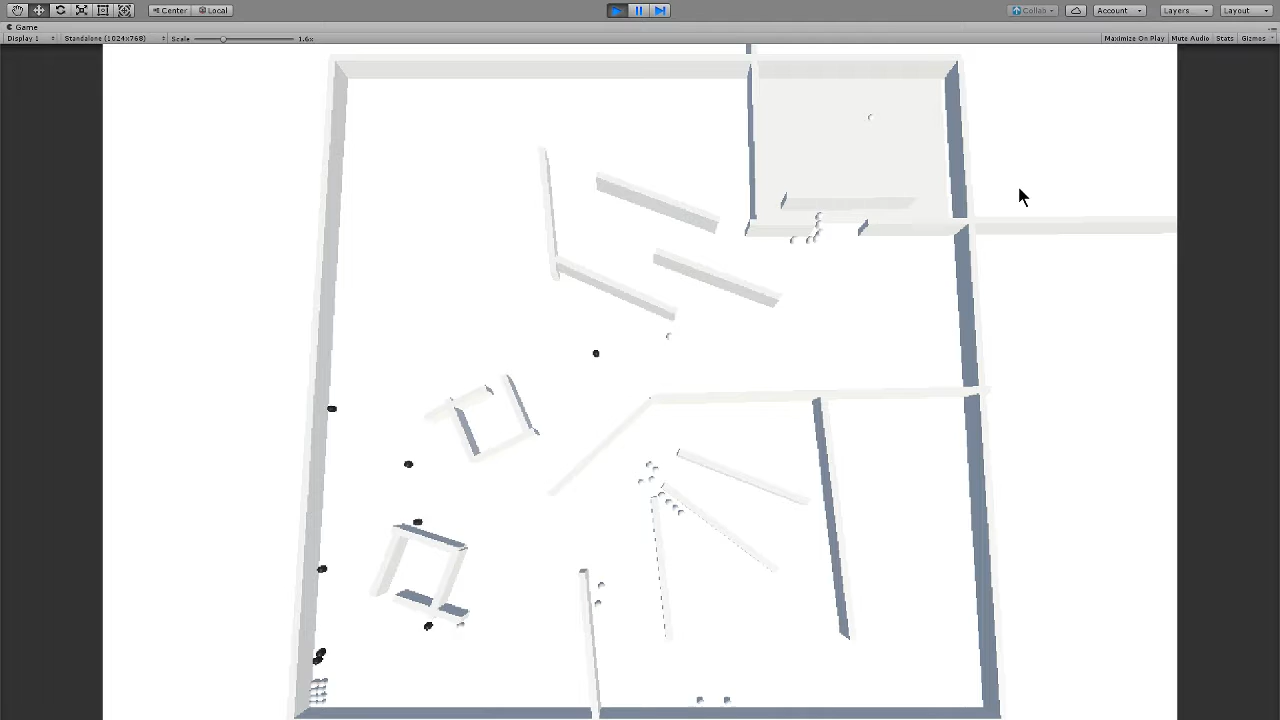 Center Local Collab Account Layers Layout
Game
Display 1 Standalone (1024x768) Scale 1.6x Maximize On Play Mute Audio Stats Gizmos